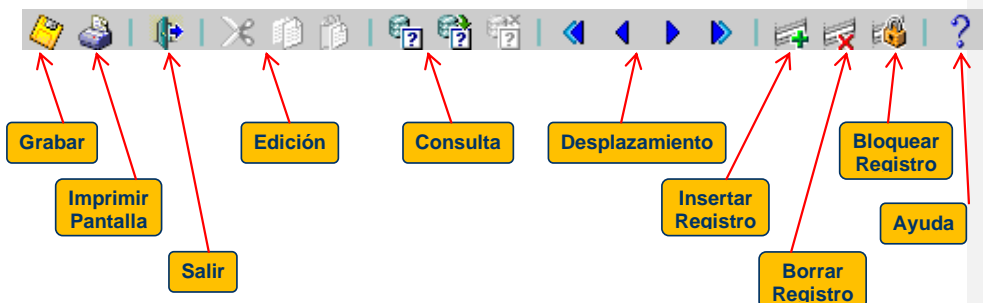 Grabar
Edición
Consulta
Desplazamiento
Bloquear
Registro
Imprimir
Pantalla
Insertar
Registro
Ayuda
Salir
Borrar
Registro